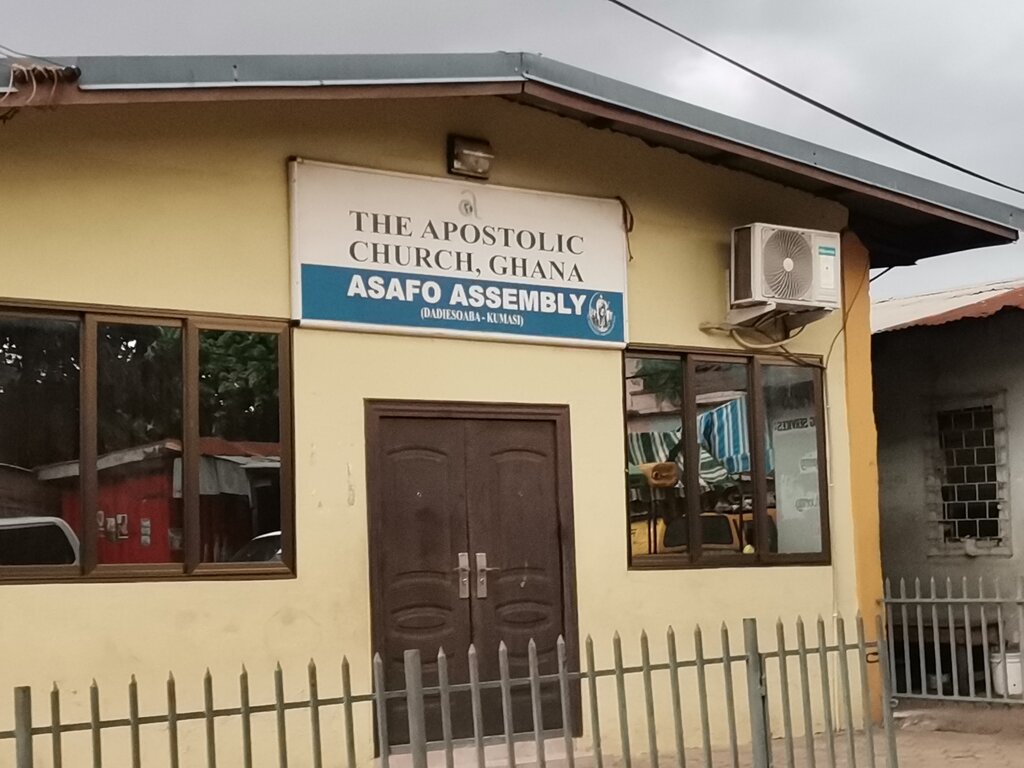 THE APOSTOLIC
CHURCH, GHANA
ASAFO ASSEMBLY
(DADIESOABA - KUMASI)